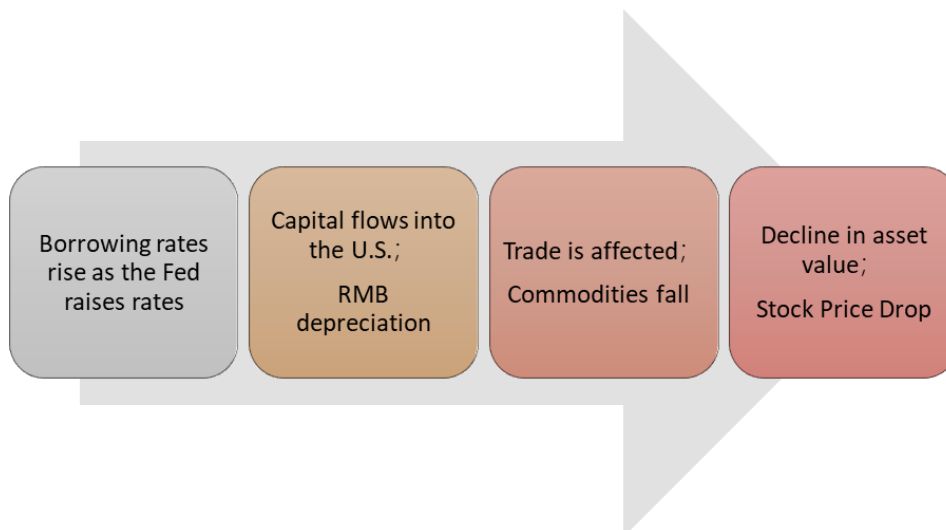 Borrowing rates
rise as the Fed
raises rates
Capital flows into
the U.S.；
RMB
depreciation
Trade is affected；
Commodities fall
Decline in asset
value；
Stock Price Drop